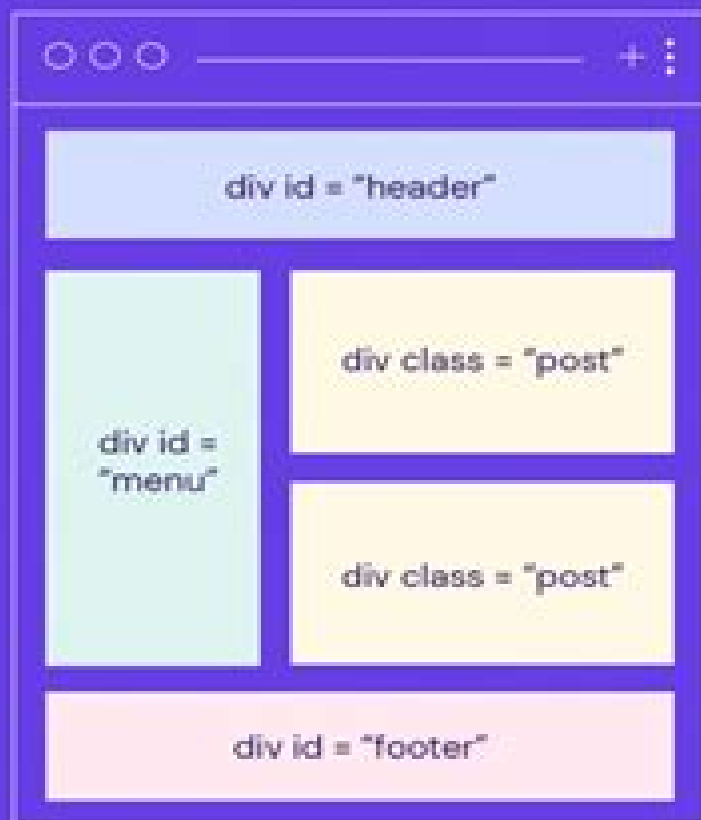 div id = “header”
div id =
“menu”
div class = “post”
div class = “post”
div id = “footer”